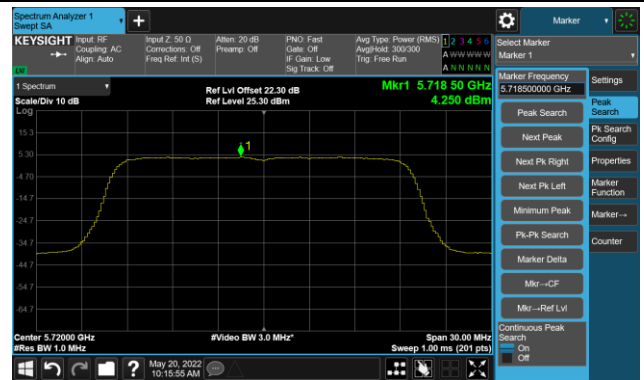 Spectrum Analyzer 1
Swept SA
Marker
KEYSIGHT
Input: RF
Coupling: AC
Align: Auto
Input Z: 50 Ω
Corrections: Off
Freq Ref: Int (S)
Atten: 20 dB
Preamp: Off
PNO: Fast
Gate: Off
IF Gain: Low
Sig Track: Off
Avg Type: Power (RMS)
Avg|Hold: 300/300
Trig: Free Run
1 2 3 4 5 6
A W W W W W
A N N N N N
LXI
Select Marker
Marker 1
1 Spectrum
Scale/Div 10 dB
Log
Ref Lvl Offset 22.30 dB
Ref Level 25.30 dBm
Mkr1 5.718 50 GHz
4.250 dBm
15.3
5.30
-4.70
-14.7
-24.7
-34.7
-44.7
-54.7
-64.7
1
Center 5.72000 GHz
#Res BW 1.0 MHz
#Video BW 3.0 MHz*
Span 30.00 MHz
Sweep 1.00 ms (201 pts)
Marker Frequency
5.718500000 GHz
Peak Search
Next Peak
Next Pk Right
Next Pk Left
Minimum Peak
Pk-Pk Search
Marker Delta
Mkr→CF
Mkr→Ref Lvl
Continuous Peak
Search
On
Off
Settings
Peak
Search
Pk Search
Config
Properties
Marker
Function
Marker→
Counter
?
May 20, 2022
10:15:55 AM